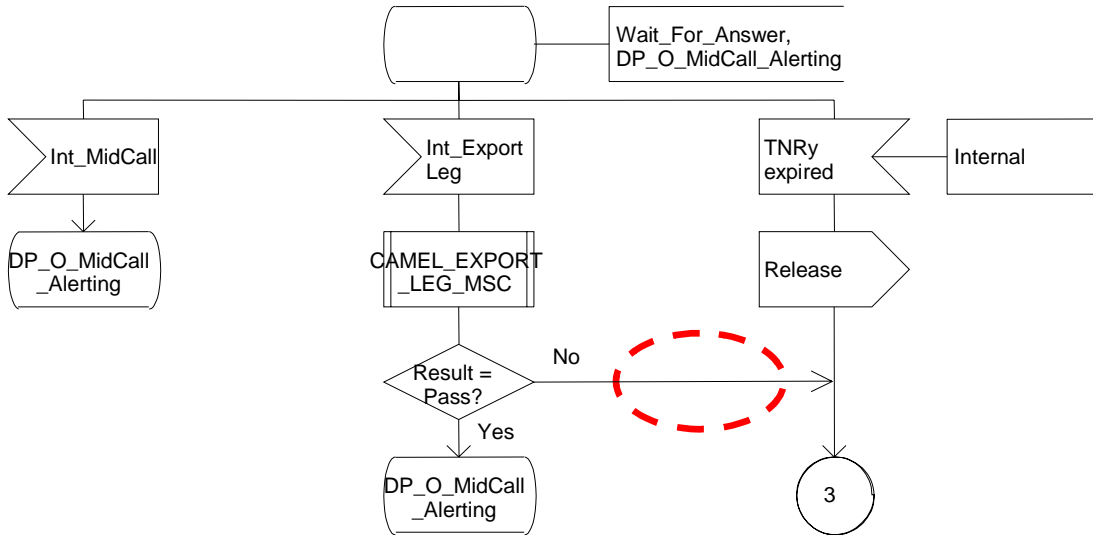 Wait_For_Answer,
DP_O_MidCall_Alerting
Int_MidCall
Int_Export
Leg
TNRy
expired
Internal
DP_O_MidCall
_Alerting
CAMEL_EXPORT
_LEG_MSC
Release
Result =
Pass?
No
Yes
DP_O_MidCall
_Alerting
3